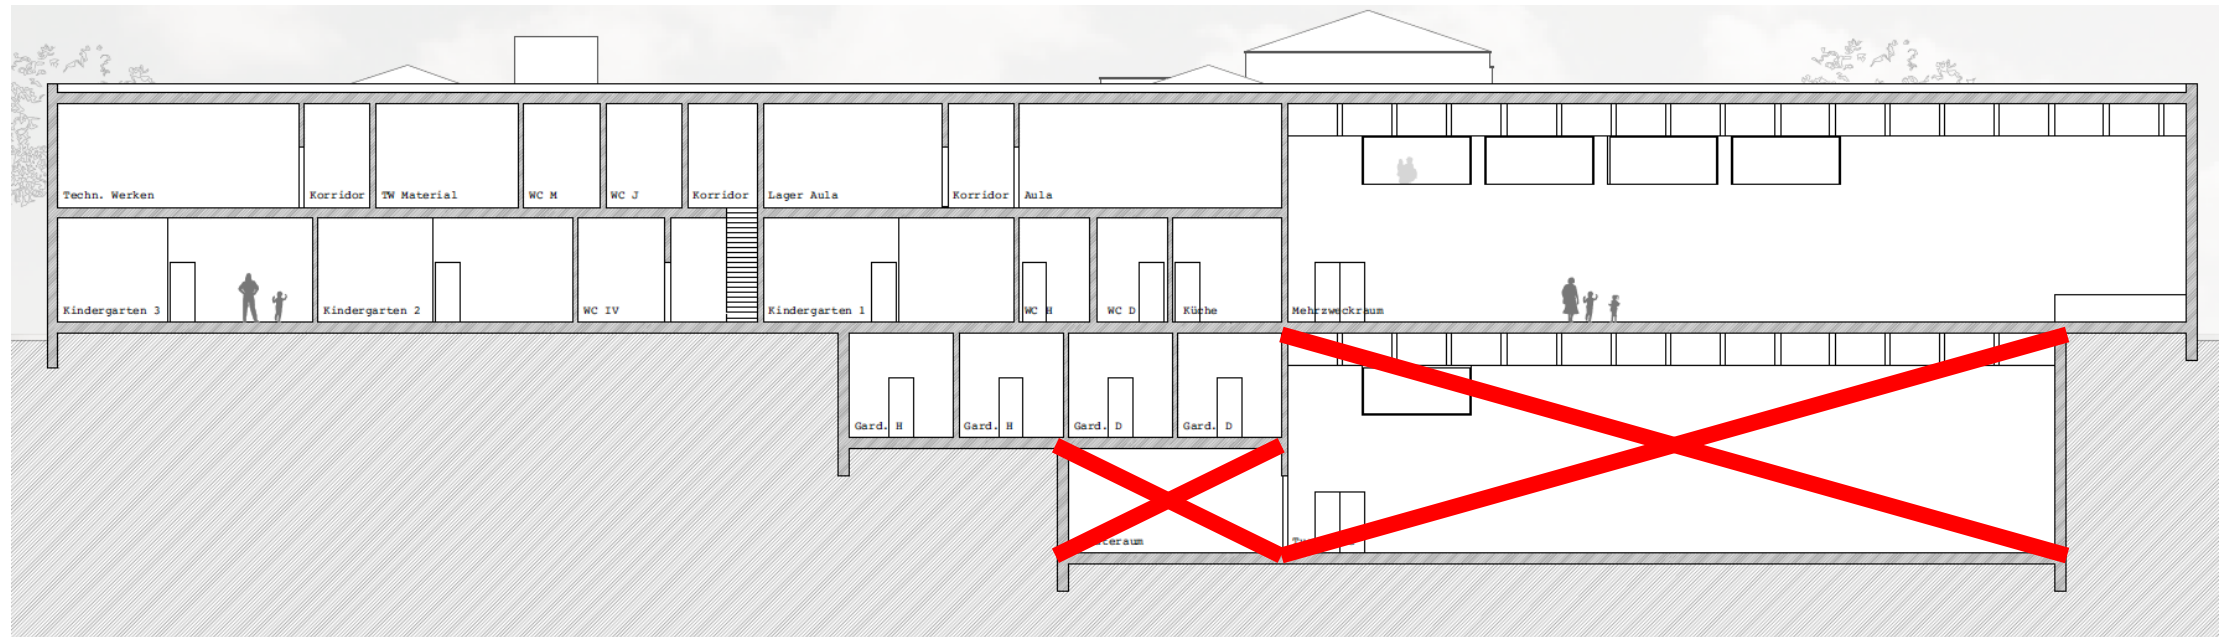 Techn. Werken
Korridor
TW Material
WC M
WC J
Korridor
Lager Aula
Korridor
Aula
Kindergarten 3
Kindergarten 2
WC IV
Kindergarten 1
WC H
WC D
Küche
Mehrzweckraum
Gard. H
Gard. H
Gard. D
Gard. D